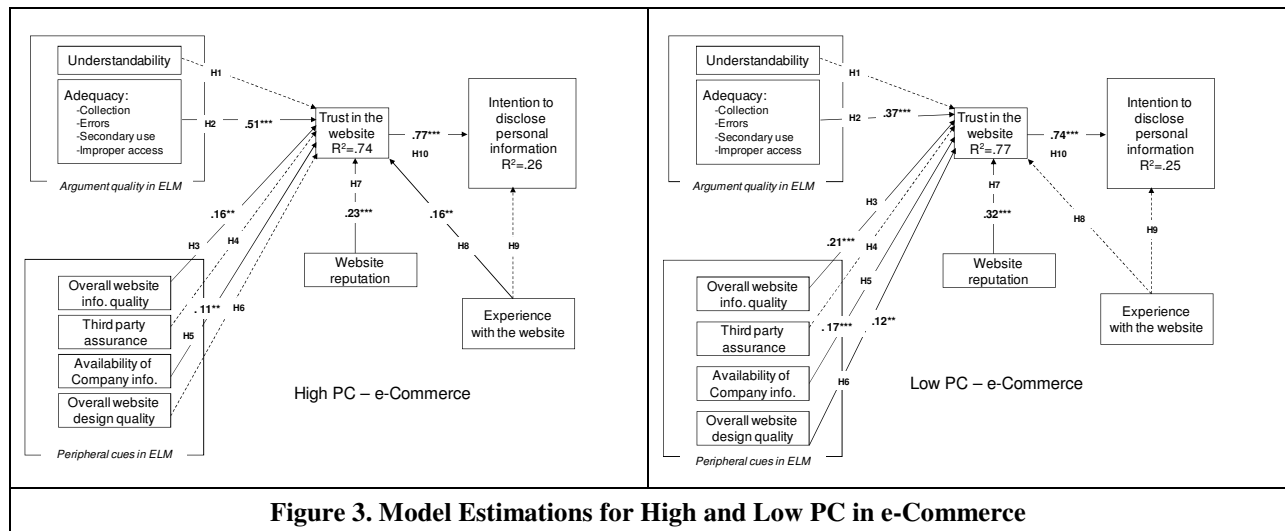 Understandability
H1
Adequacy:
-Collection
-Errors
-Secondary use
-Improper access
H2
.51***
Argument quality in ELM
Trust in the
website
R²=.74
.77***
H10
Intention to
disclose
personal
information
R²=.26
H7
.23***
Website
reputation
.16**
H8
H9
Experience
with the website
.16**
H3
H4
Overall website
info. quality
Third party
assurance
Availability of
Company info.
Overall website
design quality
.11**
H5
H6
Peripheral cues in ELM
High PC – e-Commerce
Understandability
H1
Adequacy:
-Collection
-Errors
-Secondary use
-Improper access
H2
.37***
Argument quality in ELM
Trust in the
website
R²=.77
.74***
H10
Intention to
disclose
personal
information
R²=.25
H7
.32***
Website
reputation
H8
H9
Experience
with the website
H3
.21***
H4
H5
Overall website
info. quality
Third party
assurance
Availability of
Company info.
Overall website
design quality
.17***
.12**
H6
Peripheral cues in ELM
Low PC – e-Commerce
Figure 3. Model Estimations for High and Low PC in e-Commerce